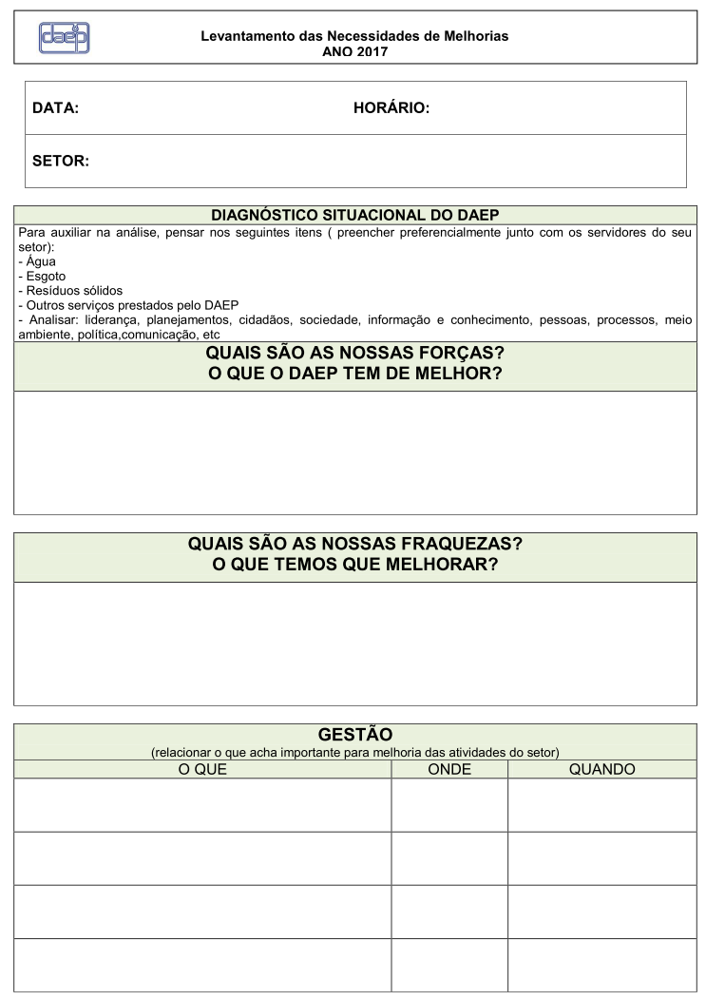 daep
Levantamento das Necessidades de Melhorias
ANO 2017
DATA: HORÁRIO:
SETOR:
DIAGNÓSTICO SITUACIONAL DO DAEP
Para auxiliar na análise, pensar nos seguintes itens ( preencher preferencialmente junto com os servidores do seu
setor):
- Água
- Esgoto
- Resíduos sólidos
- Outros serviços prestados pelo DAEP
- Analisar: liderança, planejamentos, cidadãos, sociedade, informação e conhecimento, pessoas, processos, meio
ambiente, política,comunicação, etc
QUAIS SÃO AS NOSSAS FORÇAS?
O QUE O DAEP TEM DE MELHOR?
QUAIS SÃO AS NOSSAS FRAQUEZAS?
O QUE TEMOS QUE MELHORAR?
GESTÃO
(relacionar o que acha importante para melhoria das atividades do setor)
O QUE ONDE QUANDO